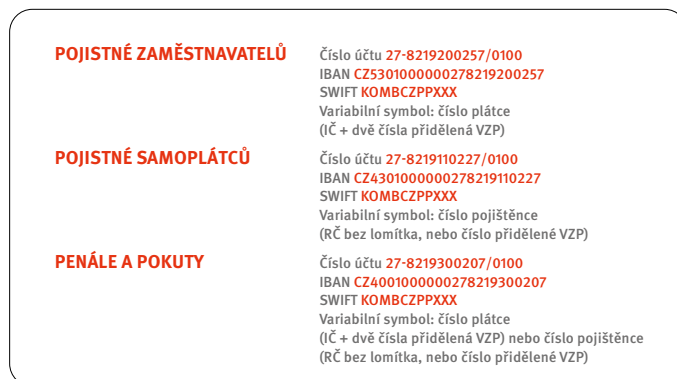 POJISTNÉ ZAMĚSTNAVATELŮ
Číslo účtu 27-8219200257/0100
IBAN CZ5301000000278219200257
SWIFT KOMBCZPPXXX
Variabilní symbol: číslo plátce
(IČ + dvě čísla přidělená VZP)
POJISTNÉ SAMOPLÁTCŮ
Číslo účtu 27-8219110227/0100
IBAN CZ4301000000278219110227
SWIFT KOMBCZPPXXX
Variabilní symbol: číslo pojištěnce
(RČ bez lomítka, nebo číslo přidělené VZP)
PENÁLE A POKUTY
Číslo účtu 27-8219300207/0100
IBAN CZ4001000000278219300207
SWIFT KOMBCZPPXXX
Variabilní symbol: číslo plátce
(IČ + dvě čísla přidělená VZP) nebo číslo pojištěnce
(RČ bez lomítka, nebo číslo přidělené VZP)